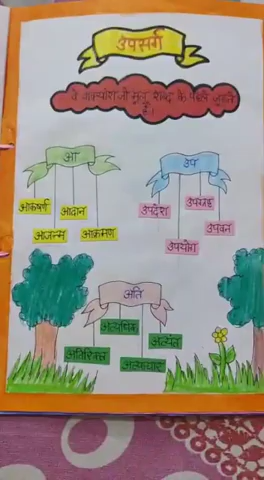 उपसर्ग
वे शब्दांश जो मूल शब्द के पहले जुड़ते
हैं।
आ
उप
आकर्षण
आदान
आजन्म
आक्रमण
उपदेश
उपग्रह
उपवन
उपयोग
अति
अत्यधिक
अत्यंत
अतिरिक्त
अत्याचार